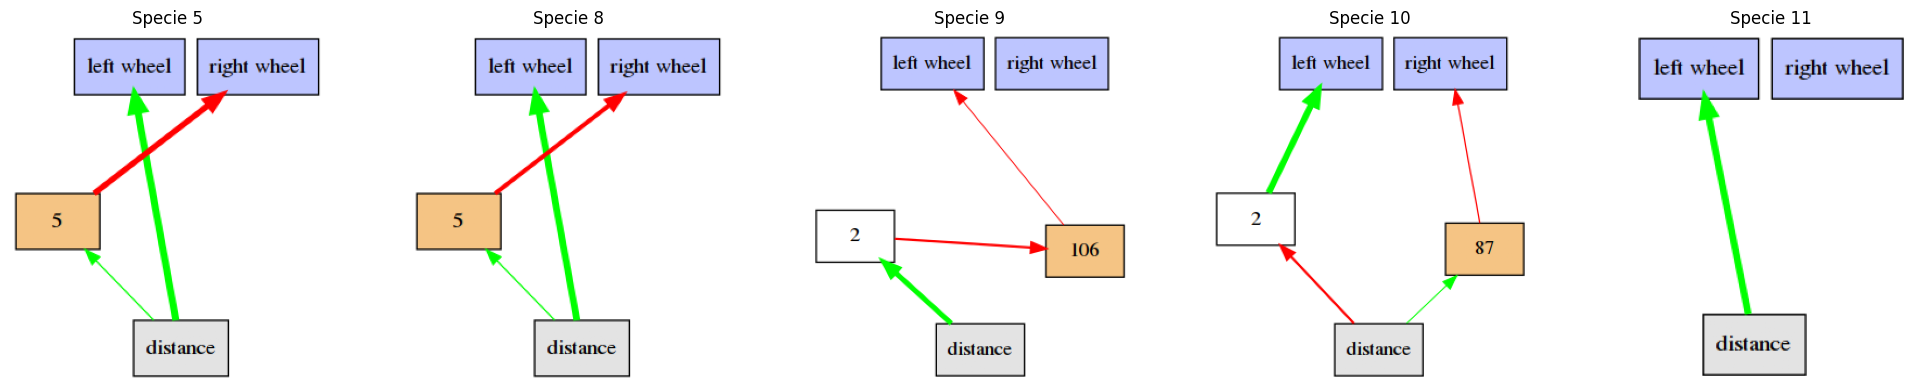 Specie 5
left wheel
right wheel
5
distance
Specie 8
left wheel
right wheel
5
distance
Specie 9
left wheel
right wheel
2
106
distance
Specie 10
left wheel
right wheel
2
87
distance
Specie 11
left wheel
right wheel
distance